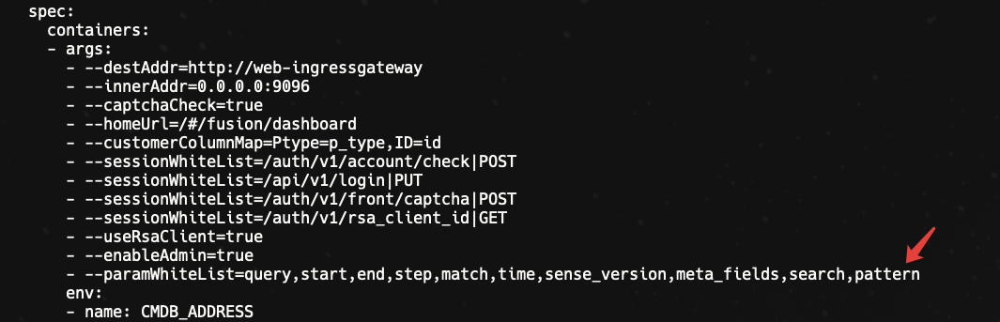 spec:
containers:
- args:
- --destAddr=http://web-ingressgateway
- --innerAddr=0.0.0.0:9096
- --captchaCheck=true
- --homeUrl=/#/fusion/dashboard
- --customerColumnMap=Ptype=p_type,ID=id
- --sessionWhiteList=/auth/v1/account/check|POST
- --sessionWhiteList=/api/v1/login|PUT
- --sessionWhiteList=/auth/v1/front/captcha|POST
- --sessionWhiteList=/auth/v1/rsa_client_id|GET
- --useRsaClient=true
- --enableAdmin=true
- --paramWhiteList=query,start,end,step,match,time,sense_version,meta_fields,search,pattern
env:
- name: CMDB_ADDRESS